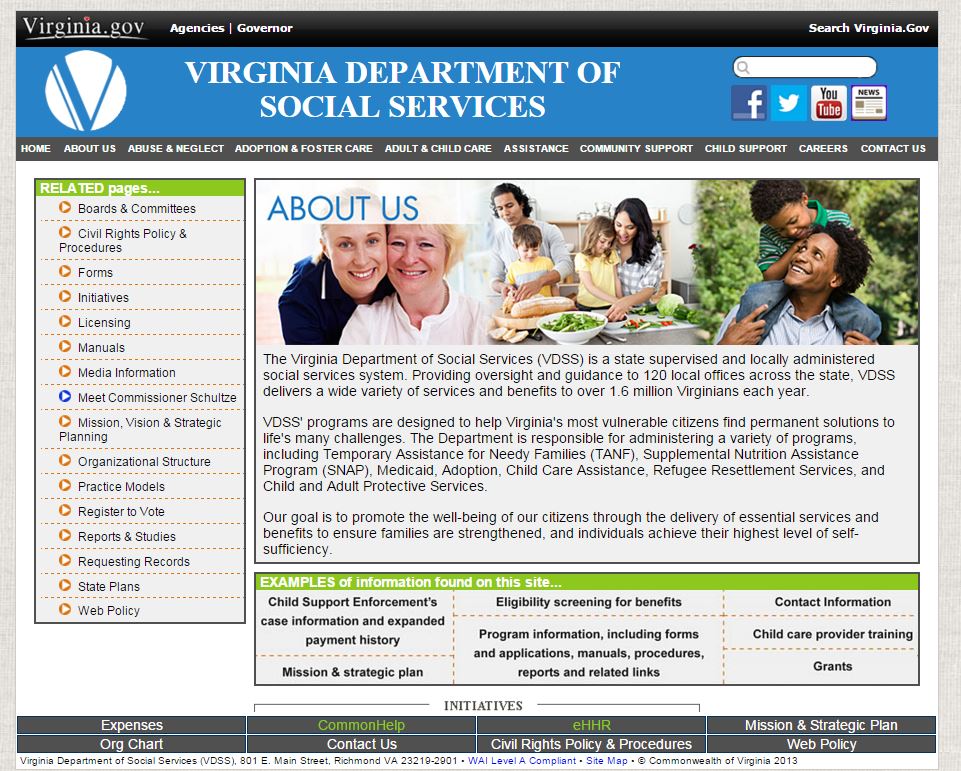 Virginia.gov Agencies | Governor Search Virginia.Gov
VIRGINIA DEPARTMENT OF
SOCIAL SERVICES
You
Tube
NEWS
HOME ABOUT US ABUSE & NEGLECT ADOPTION & FOSTER CARE ADULT & CHILD CARE ASSISTANCE COMMUNITY SUPPORT CHILD SUPPORT CAREERS CONTACT US
RELATED pages...
Boards & Committees
Civil Rights Policy &
Procedures
Forms
Initiatives
Licensing
Manuals
Media Information
Meet Commissioner Schultze
Mission, Vision & Strategic
Planning
Organizational Structure
Practice Models
Register to Vote
Reports & Studies
Requesting Records
State Plans
Web Policy
ABOUT US
The Virginia Department of Social Services (VDSS) is a state supervised and locally administered
social services system. Providing oversight and guidance to 120 local offices across the state, VDSS
delivers a wide variety of services and benefits to over 1.6 million Virginians each year.
VDSS' programs are designed to help Virginia's most vulnerable citizens find permanent solutions to
life's many challenges. The Department is responsible for administering a variety of programs,
including Temporary Assistance for Needy Families (TANF), Supplemental Nutrition Assistance
Program (SNAP), Medicaid, Adoption, Child Care Assistance, Refugee Resettlement Services, and
Child and Adult Protective Services.
Our goal is to promote the well-being of our citizens through the delivery of essential services and
benefits to ensure families are strengthened, and individuals achieve their highest level of self-
sufficiency.
EXAMPLES of information found on this site...
Child Support Enforcement's
case information and expanded
payment history
Mission & strategic plan
Eligibility screening for benefits
Program information, including forms
and applications, manuals, procedures,
reports and related links
Contact Information
Child care provider training
Grants
INITIATIVES
Expenses CommonHelp eHHR Mission & Strategic Plan
Org Chart Contact Us Civil Rights Policy & Procedures Web Policy
Virginia Department of Social Services (VDSS), 801 E. Main Street, Richmond VA 23219-2901 • WAI Level A Compliant • Site Map • © Commonwealth of Virginia 2013